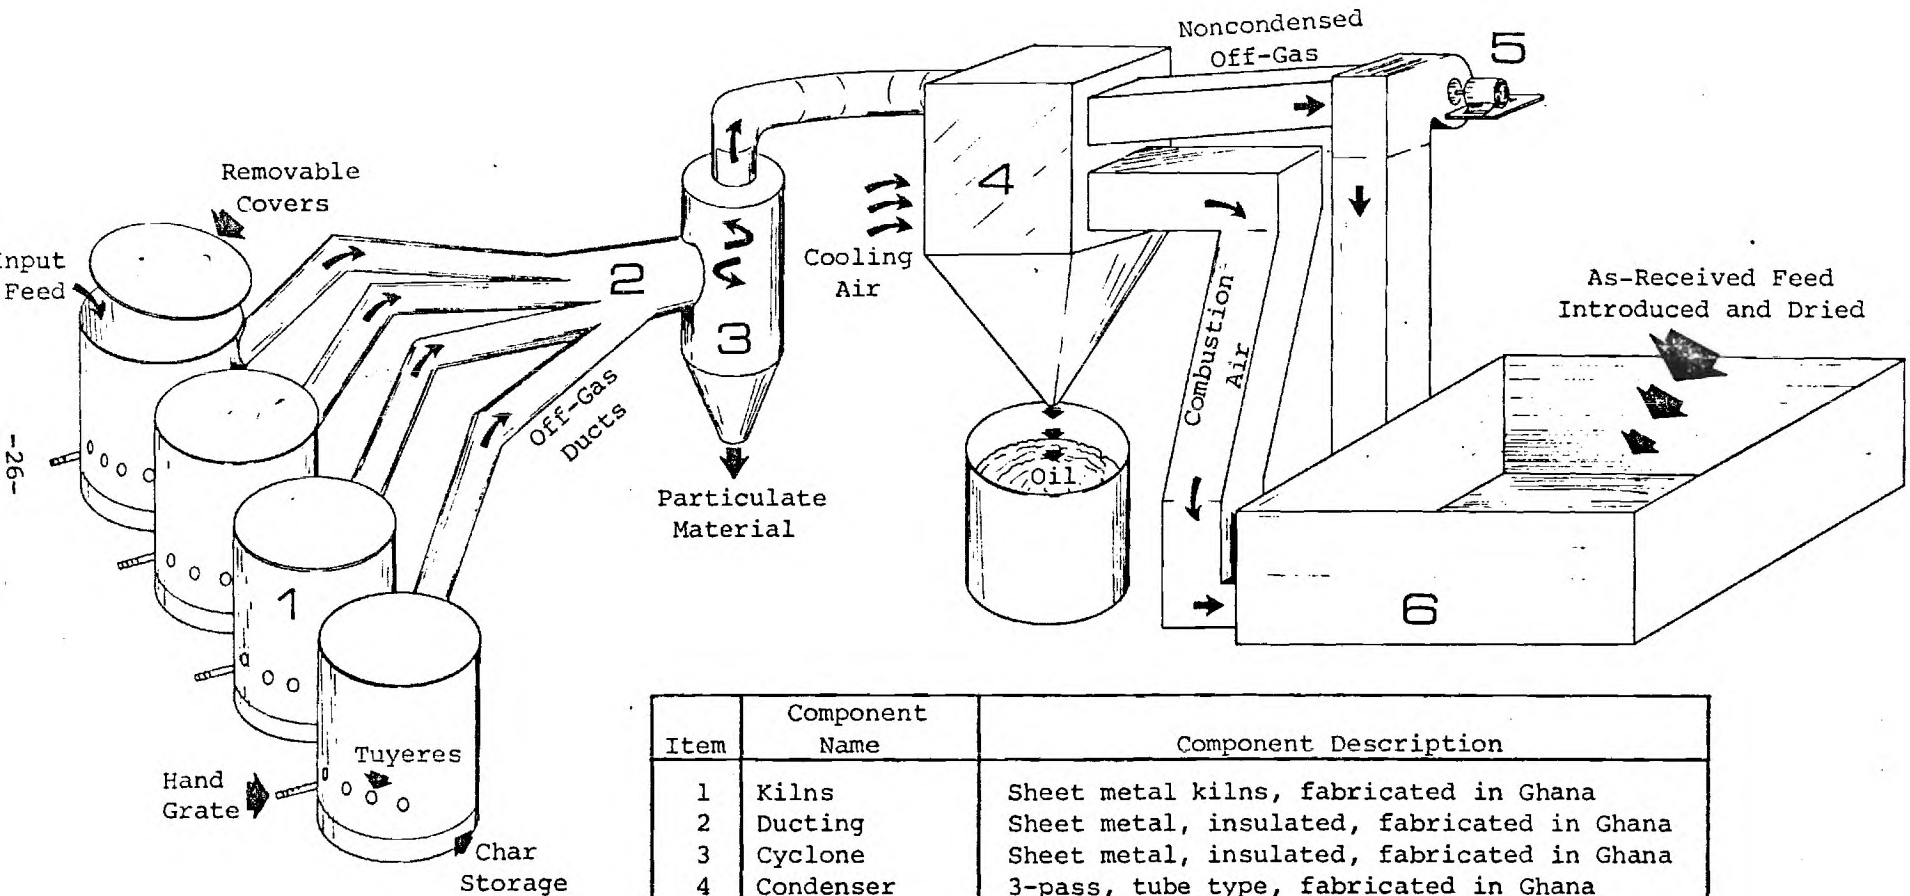 Noncondensed
Off-Gas
5
Removable
Covers
4
Input
Feed
2
Cooling
Air
As-Received Feed
Introduced and Dried
3
Combustion
Air
Off-Gas
Ducts
-26-
Oil
Particulate
Material
1
6
Tuyeres
Hand
Grate
Char
Storage
Item Component Name Component Description
1 Kilns Sheet metal kilns, fabricated in Ghana
2 Ducting Sheet metal, insulated, fabricated in Ghana
3 Cyclone Sheet metal, insulated, fabricated in Ghana
4 Condenser 3-pass, tube type, fabricated in Ghana